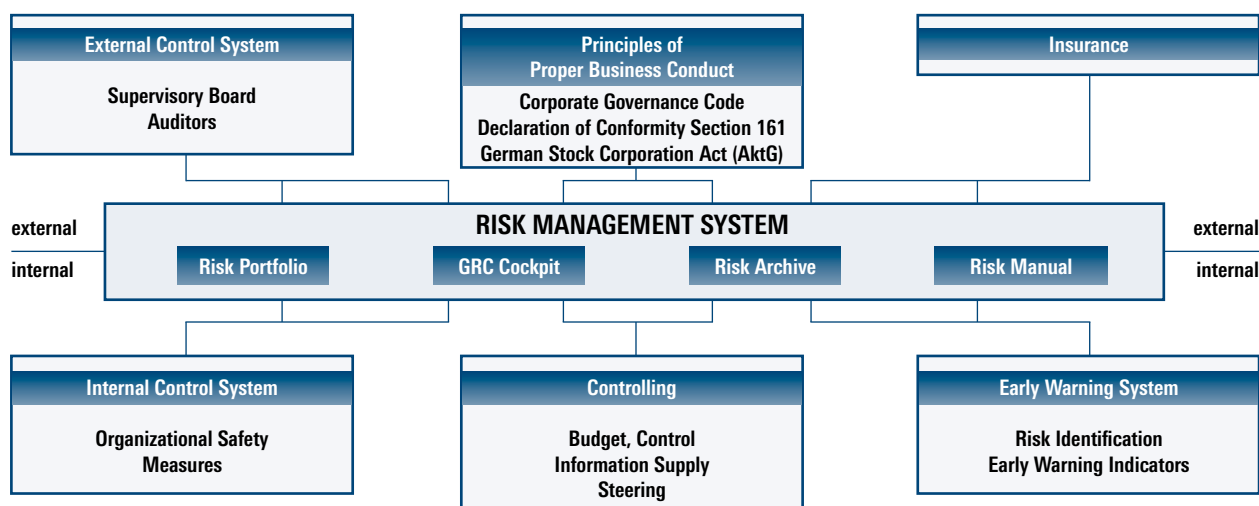 External Control System
Supervisory Board
Auditors
Principles of
Proper Business Conduct
Corporate Governance Code
Declaration of Conformity Section 161
German Stock Corporation Act (AktG)
Insurance
external
internal
RISK MANAGEMENT SYSTEM
Risk Portfolio
GRC Cockpit
Risk Archive
Risk Manual
external
internal
Internal Control System
Organizational Safety
Measures
Controlling
Budget, Control
Information Supply
Steering
Early Warning System
Risk Identification
Early Warning Indicators